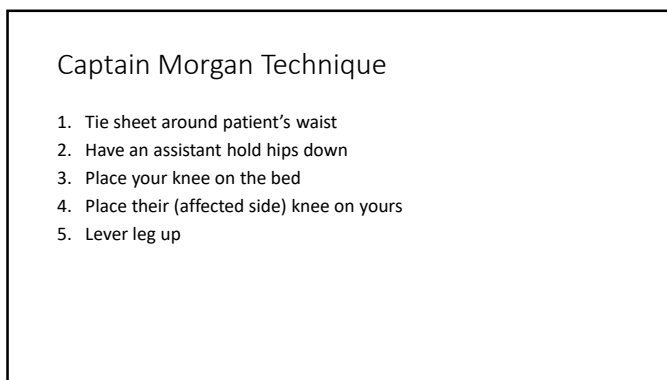 Captain Morgan Technique
1. Tie sheet around patient's waist
2. Have an assistant hold hips down
3. Place your knee on the bed
4. Place their (affected side) knee on yours
5. Lever leg up